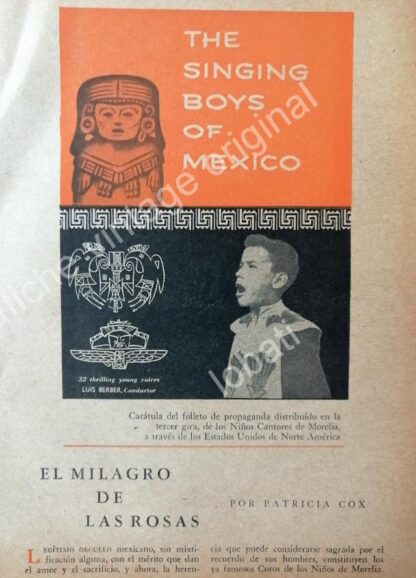 THE
SINGING
BOYS
OF
MEXICO
32 thrilling young voices
LUIS BERBER, Conductor
Carátula del folleto de propaganda distribuído en la
tercer gira, de los Niños Cantores de Morelia,
a través de los Estados Unidos de Norte América
EL MILAGRO
DE
LAS ROSAS
POR PATRICIA COX
LEGÍTIMO ORGULLO mexicano, sin mixti-
ficación alguna, con el mérito que dan
el amor y el sacrificio, y ahora, la heren-
cia que puede considerarse sagrada por el
recuerdo de sus hombres, constituyen los
ya famosos Coros de los Niños de Morelia.
afiche vintage original
lobati